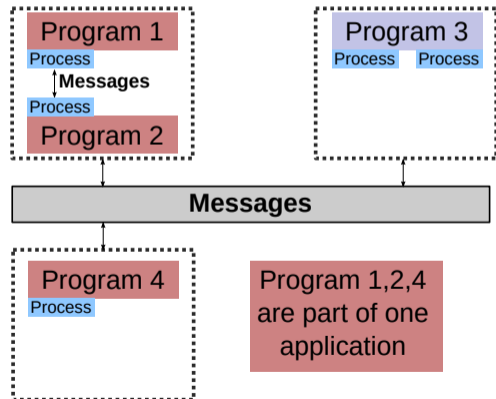 Program 1
Process
Messages
Process
Program 2
Program 3
Process Process
Messages
Program 4
Process
Program 1,2,4
are part of one
application